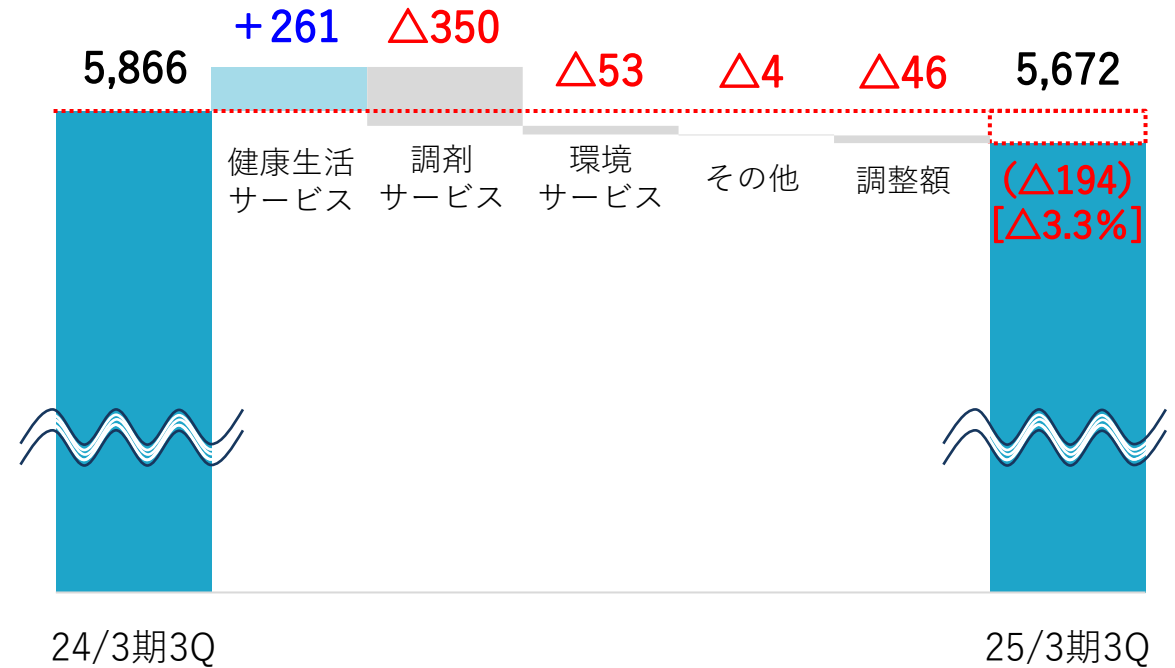 5,866
+261
△350
△53
△4
△46
5,672
健康生活
サービス
調剤
サービス
環境
サービス
その他
調整額
(△194)
[△3.3%]
24/3期3Q
25/3期3Q